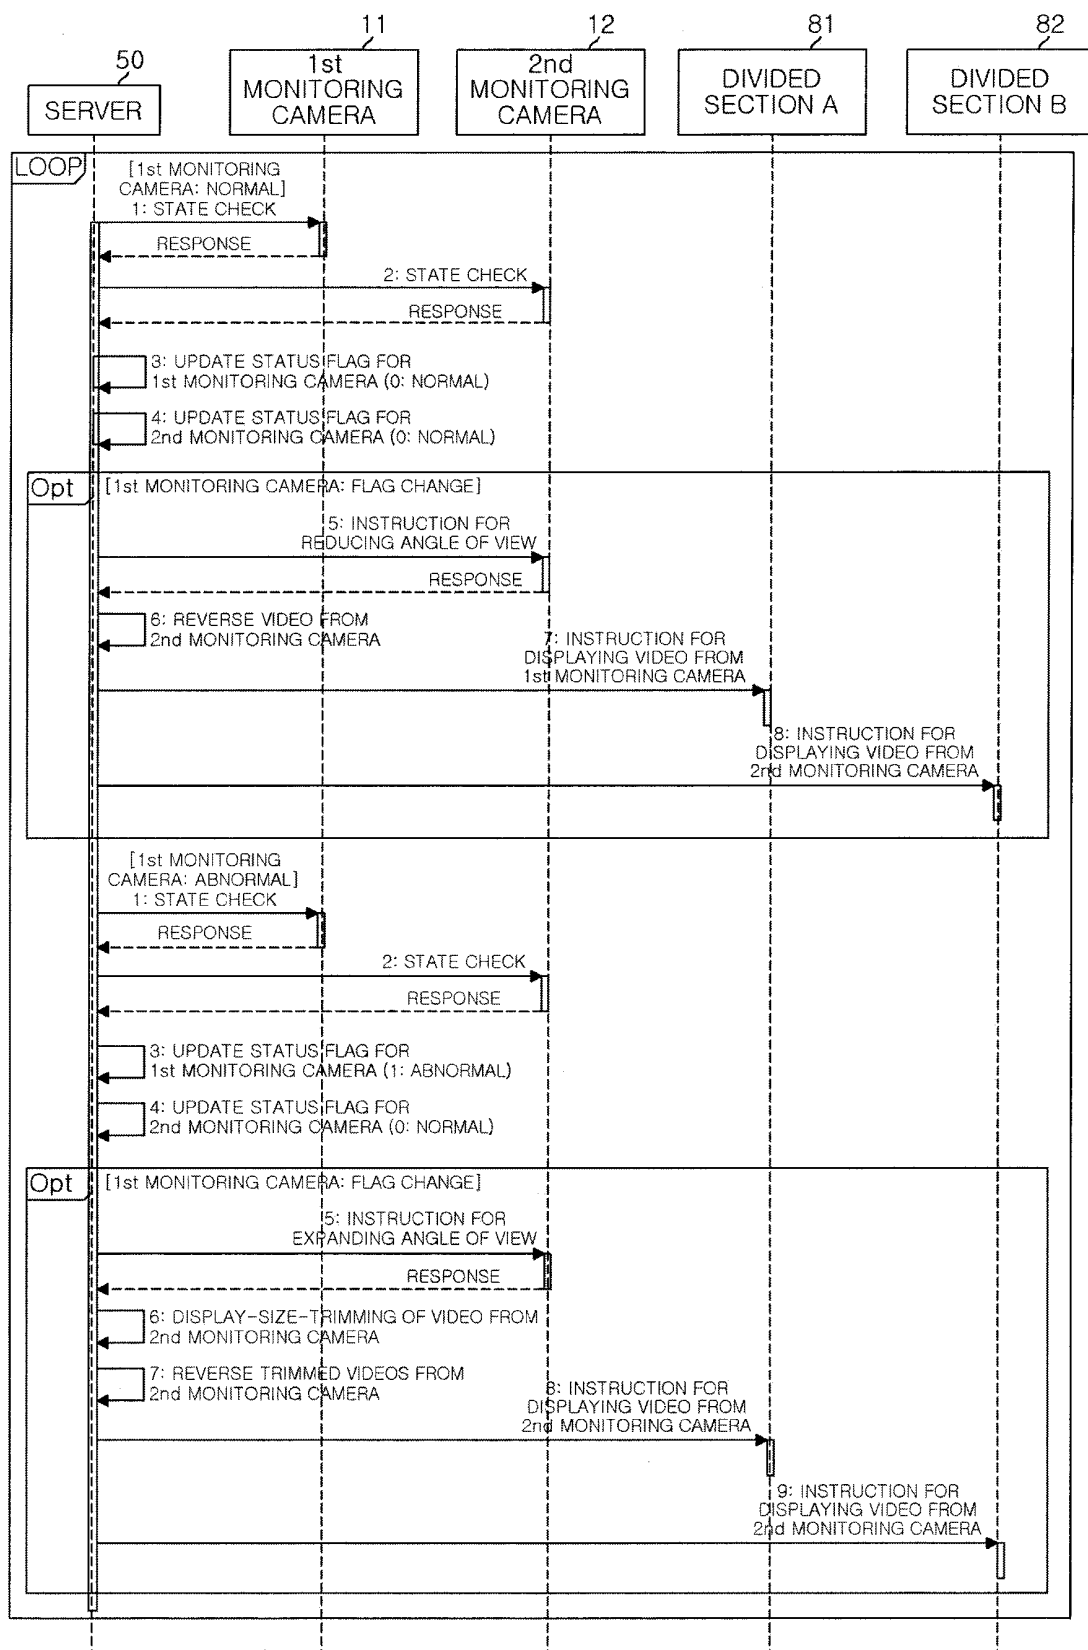 11
12
81
82
50
SERVER
1st
MONITORING
CAMERA
2nd
MONITORING
CAMERA
DIVIDED
SECTION A
DIVIDED
SECTION B
LOOP
[1st MONITORING
CAMERA: NORMAL]
1: STATE CHECK
RESPONSE
2: STATE CHECK
RESPONSE
3: UPDATE STATUS FLAG FOR
1st MONITORING CAMERA (0: NORMAL)
4: UPDATE STATUS FLAG FOR
2nd MONITORING CAMERA (0: NORMAL)
Opt
[1st MONITORING CAMERA: FLAG CHANGE]
5: INSTRUCTION FOR
REDUCING ANGLE OF VIEW
RESPONSE
6: REVERSE VIDEO FROM
2nd MONITORING CAMERA
7: INSTRUCTION FOR
DISPLAYING VIDEO FROM
1st MONITORING CAMERA
8: INSTRUCTION FOR
DISPLAYING VIDEO FROM
2nd MONITORING CAMERA
[1st MONITORING
CAMERA: ABNORMAL]
1: STATE CHECK
RESPONSE
2: STATE CHECK
RESPONSE
3: UPDATE STATUS FLAG FOR
1st MONITORING CAMERA (1: ABNORMAL)
4: UPDATE STATUS FLAG FOR
2nd MONITORING CAMERA (0: NORMAL)
Opt
[1st MONITORING CAMERA: FLAG CHANGE]
5: INSTRUCTION FOR
EXPANDING ANGLE OF VIEW
RESPONSE
6: DISPLAY-SIZE-TRIMMING OF VIDEO FROM
2nd MONITORING CAMERA
7: REVERSE TRIMMED VIDEOS FROM
2nd MONITORING CAMERA
8: INSTRUCTION FOR
DISPLAYING VIDEO FROM
2nd MONITORING CAMERA
9: INSTRUCTION FOR
DISPLAYING VIDEO FROM
2nd MONITORING CAMERA